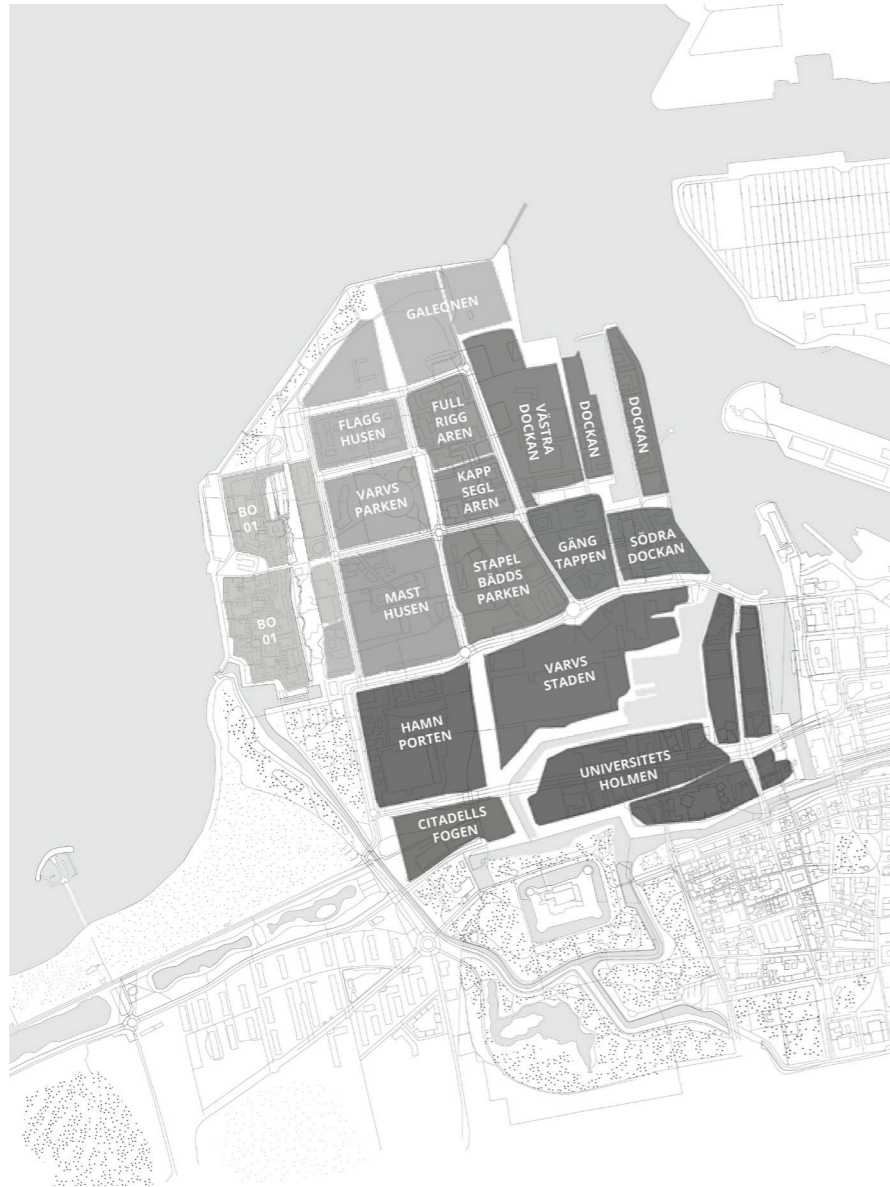 GALEONEN
FLAGG
HUSEN
FULL
RIGG
AREN
VÄSTRA
DOCKAN
DOCKAN
DOCKAN
BO
01
VARVS
PARKEN
KAPP
SEGL
AREN
GÄNG
TAPPEN
SÖDRA
DOCKAN
BO
01
MAST
HUSEN
STAPEL
BÄDDS
PARKEN
VARVS
STADEN
HAMN
PORTEN
UNIVERSITETS
HOLMEN
CITADELLS
FOGEN